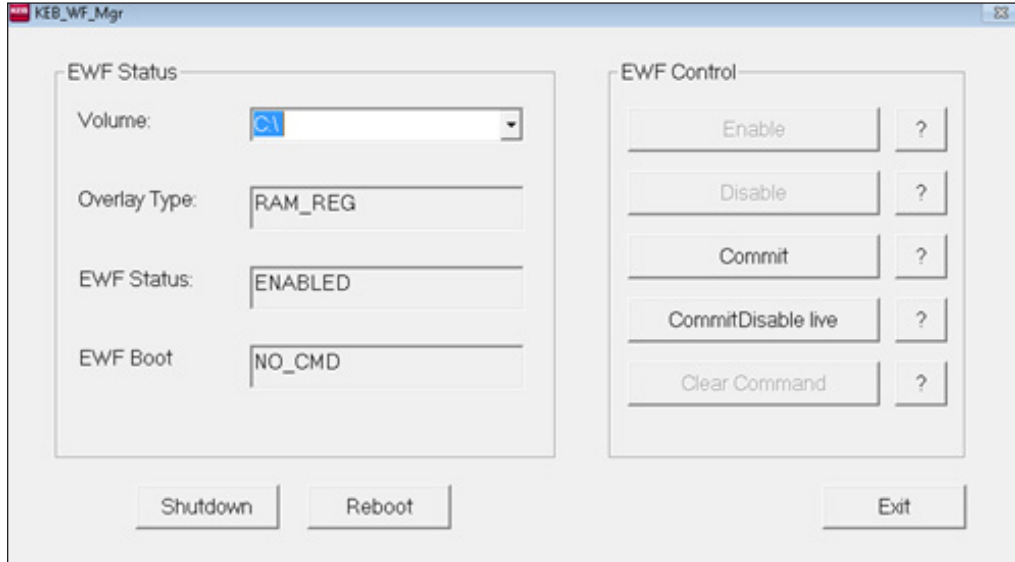 KEB KEB_WF_Mgr
EWF Status
Volume:
C:\
Overlay Type:
RAM_REG
EWF Status:
ENABLED
EWF Boot
NO_CMD
EWF Control
Enable
?
Disable
?
Commit
?
CommitDisable live
?
Clear Command
?
Shutdown
Reboot
Exit